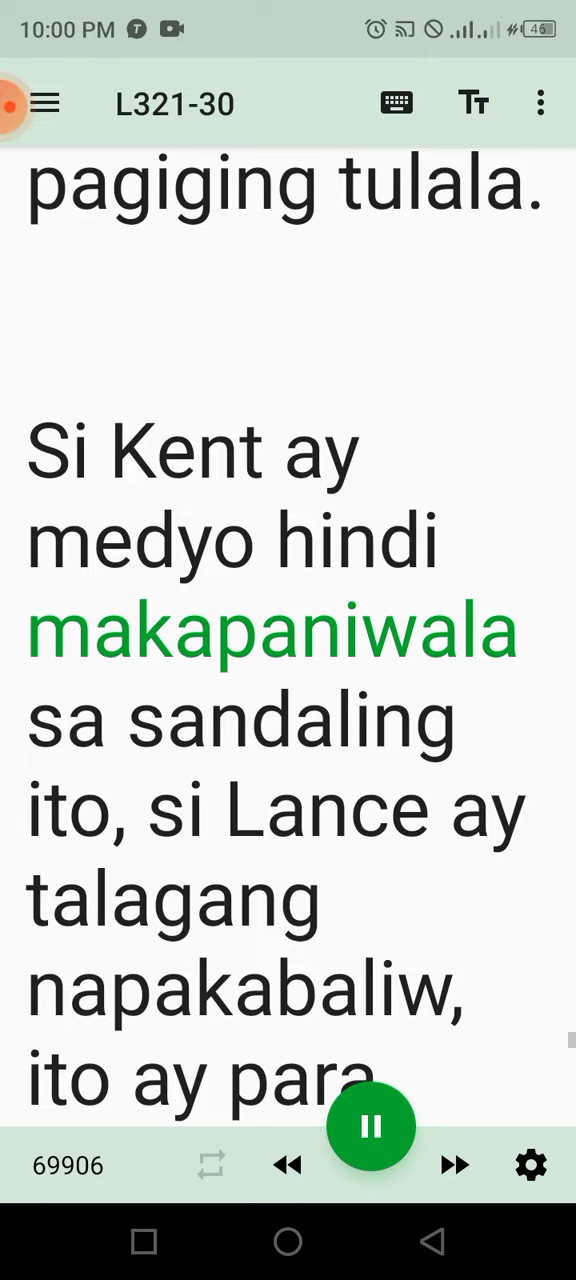 10:00 PM
46
L321-30
pagiging tulala.
Si Kent ay
medyo hindi
makapaniwala
sa sandaling
ito, si Lance ay
talagang
napakabaliw,
ito ay para
69906